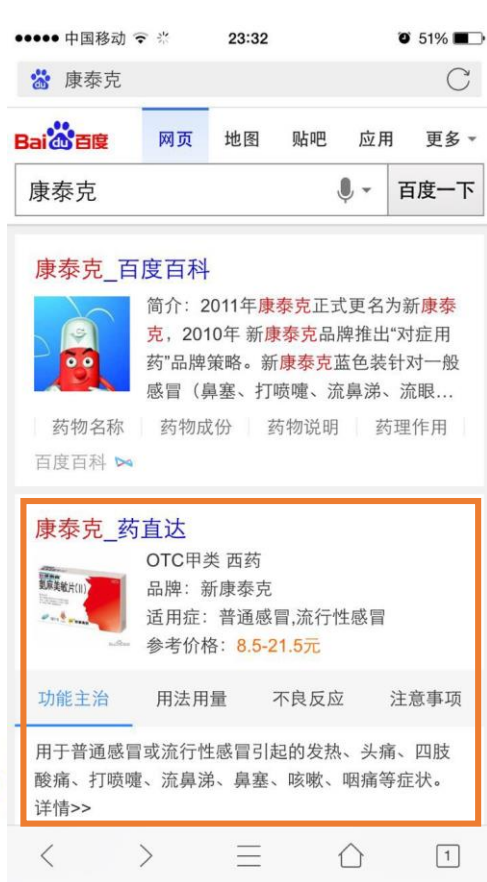 中国移动 23:32 51%
康泰克
Bai du 百度 网页 地图 贴吧 应用 更多
康泰克 百度一下
康泰克_百度百科
简介：2011年康泰克正式更名为新康泰
克，2010年 新康泰克品牌推出“对症用
药”品牌策略。新康泰克蓝色装针对一般
感冒（鼻塞、打喷嚏、流鼻涕、流眼...
药物名称 药物成份 药物说明 药理作用
百度百科
康泰克_药直达
OTC甲类 西药
品牌：新康泰克
适用症：普通感冒,流行性感冒
参考价格：8.5-21.5元
氨麻美敏片(II)
功能主治 用法用量 不良反应 注意事项
用于普通感冒或流行性感冒引起的发热、头痛、四肢
酸痛、打喷嚏、流鼻涕、鼻塞、咳嗽、咽痛等症状。
详情>>
1